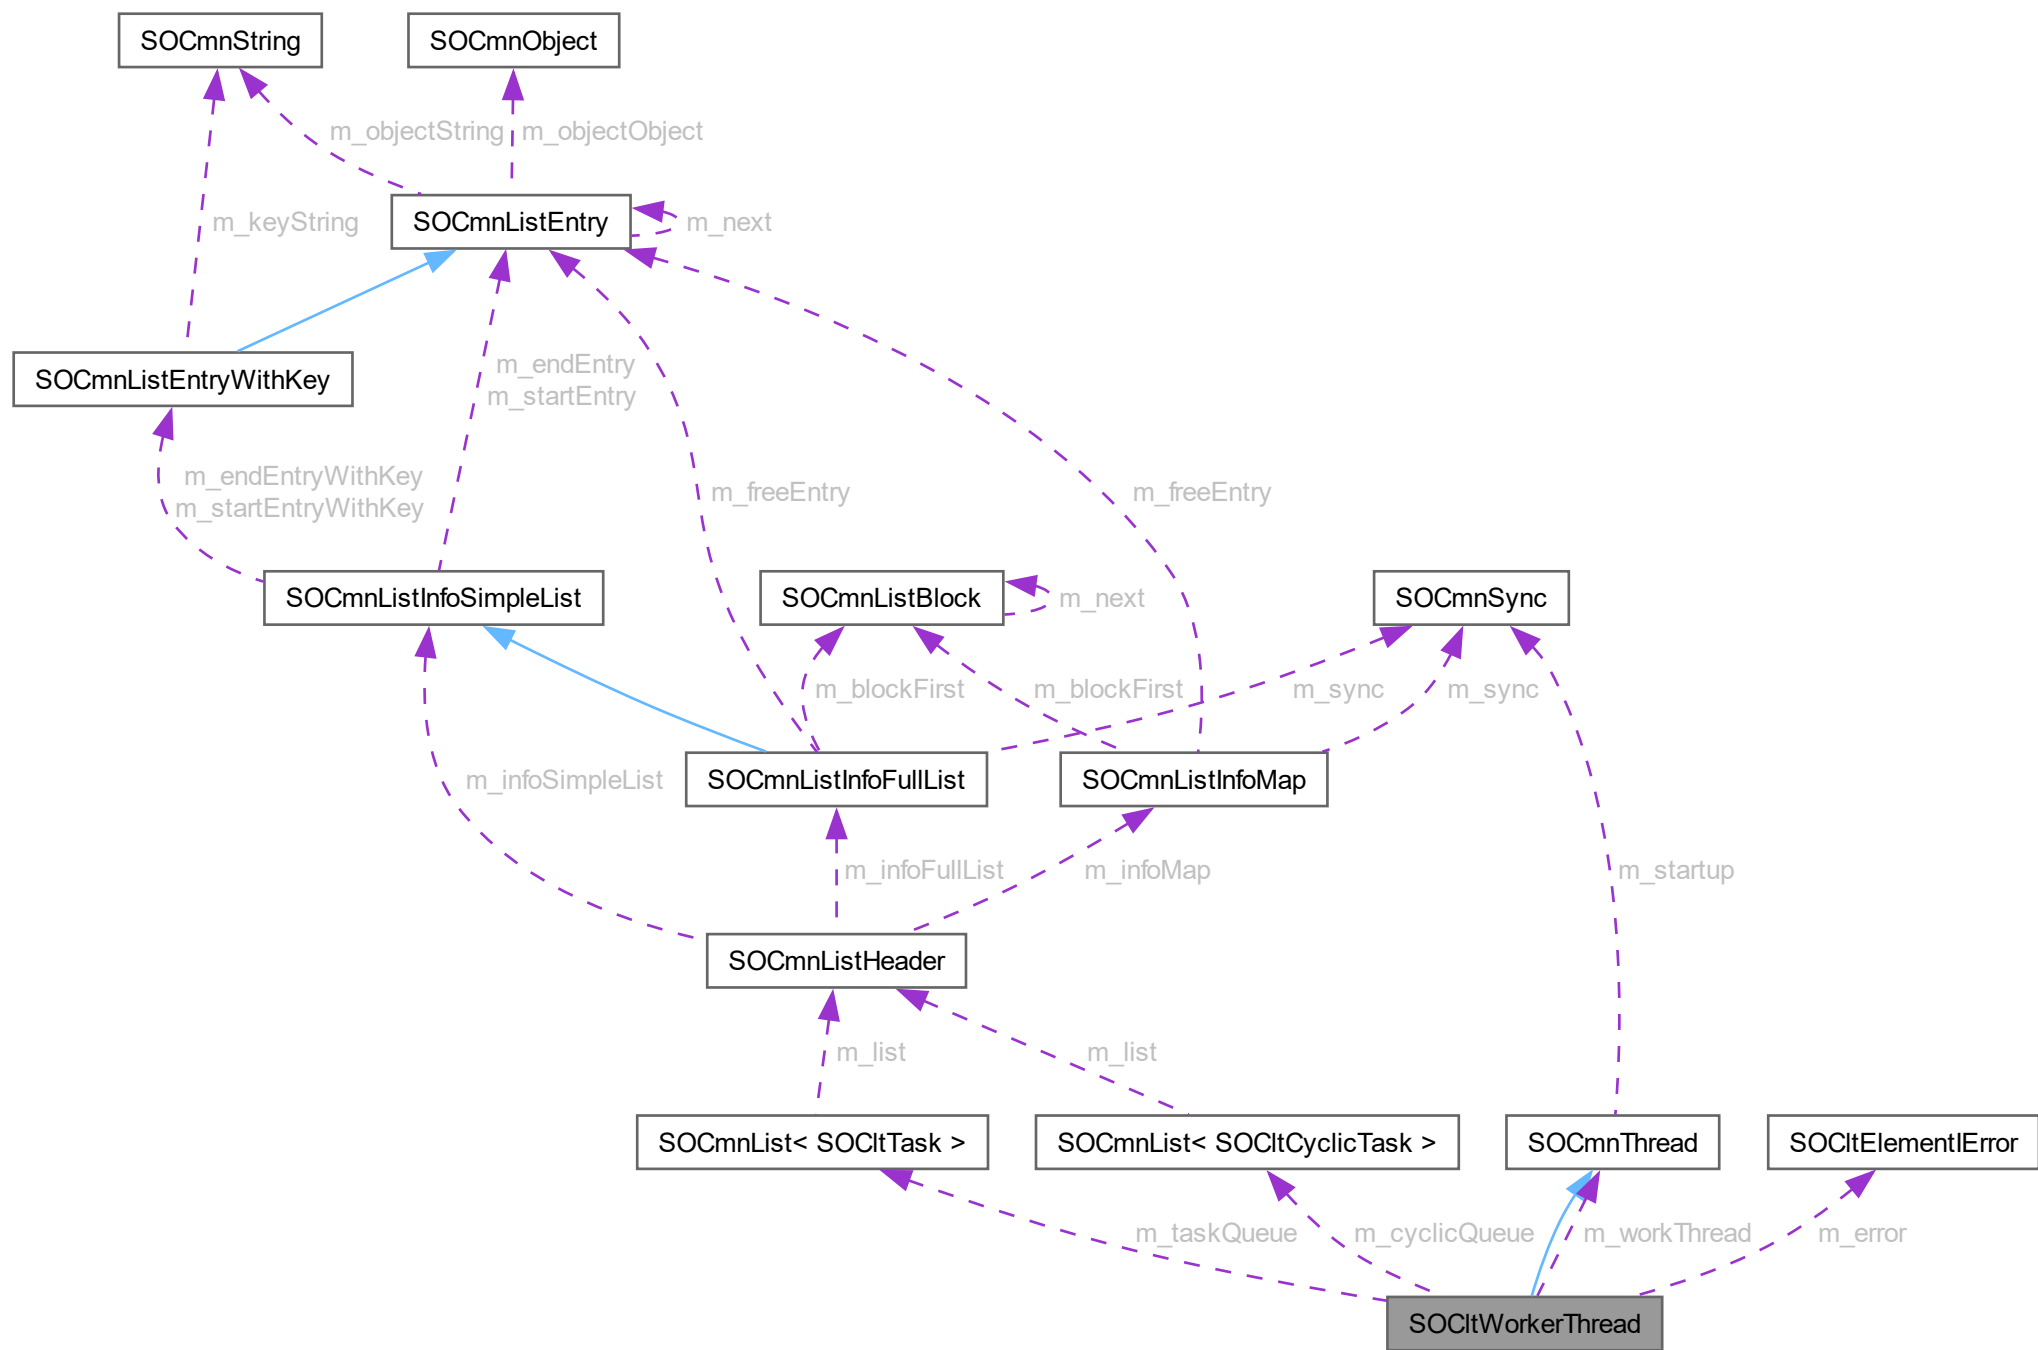 SOCmnString
SOCmnObject
m_objectString
m_objectObject
SOCmnListEntry
m_next
m_keyString
m_endEntry
m_startEntry
SOCmnListEntryWithKey
m_endEntryWithKey
m_startEntryWithKey
m_freeEntry
m_freeEntry
SOCmnListInfoSimpleList
SOCmnListBlock
m_next
SOCmnSync
m_blockFirst
m_blockFirst
m_sync
m_sync
m_infoSimpleList
SOCmnListInfoFullList
SOCmnListInfoMap
m_infoFullList
m_infoMap
m_startup
SOCmnListHeader
m_list
m_list
SOCmnList< SOCltTask >
SOCmnList< SOCltCyclicTask >
SOCmnThread
SOCltElementIError
m_taskQueue
m_cyclicQueue
m_workThread
m_error
SOCltWorkerThread